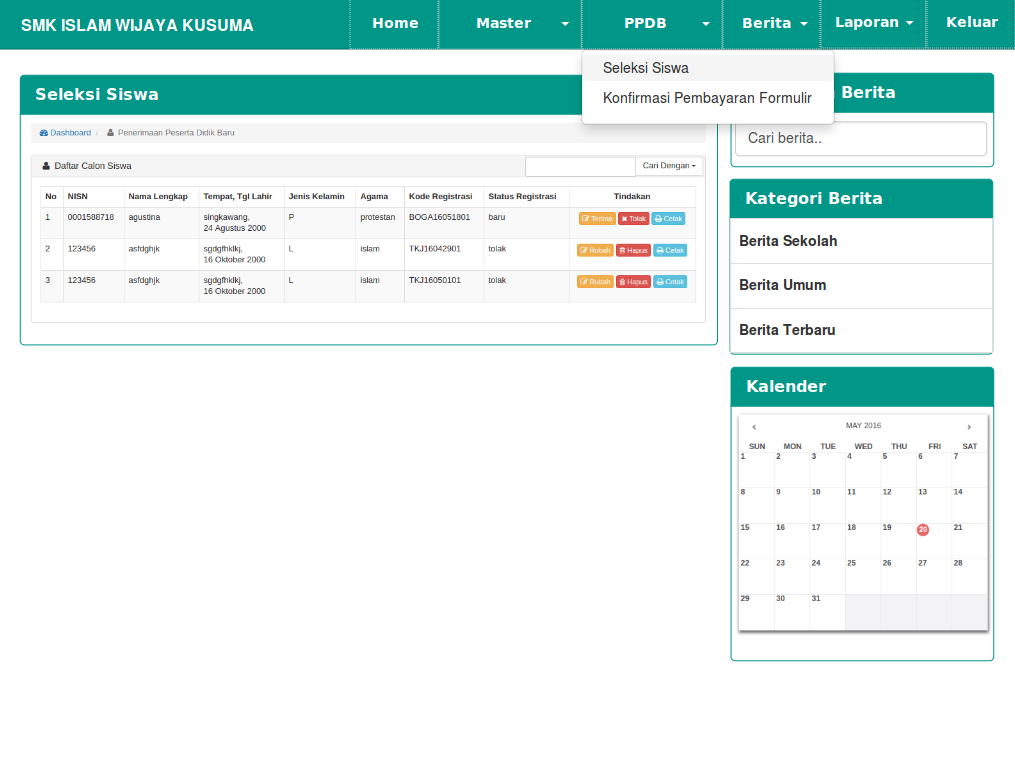 SMK ISLAM WIJAYA KUSUMA Home Master PPDB Berita Laporan Keluar
Seleksi Siswa
Konfirmasi Pembayaran Formulir
Seleksi Siswa
Dashboard / Penerimaan Peserta Didik Baru
Daftar Calon Siswa Cari Dengan
No NISN Nama Lengkap Tempat, Tgl Lahir Jenis Kelamin Agama Kode Registrasi Status Registrasi Tindakan
1 0001588718 agustina singkawang, P protestan BOGA16051801 baru Terima Tolak Cetak
24 Agustus 2000
2 123456 asfdghjk sgdgfhklkj, L islam TKJ16042901 tolak Rubah Hapus Cetak
16 Oktober 2000
3 123456 asfdghjk sgdgfhklkj, L islam TKJ16050101 tolak Rubah Hapus Cetak
16 Oktober 2000
Berita
Cari berita..
Kategori Berita
Berita Sekolah
Berita Umum
Berita Terbaru
Kalender
‹ MAY 2016 ›
SUN MON TUE WED THU FRI SAT
1 2 3 4 5 6 7
8 9 10 11 12 13 14
15 16 17 18 19 20 21
22 23 24 25 26 27 28
29 30 31